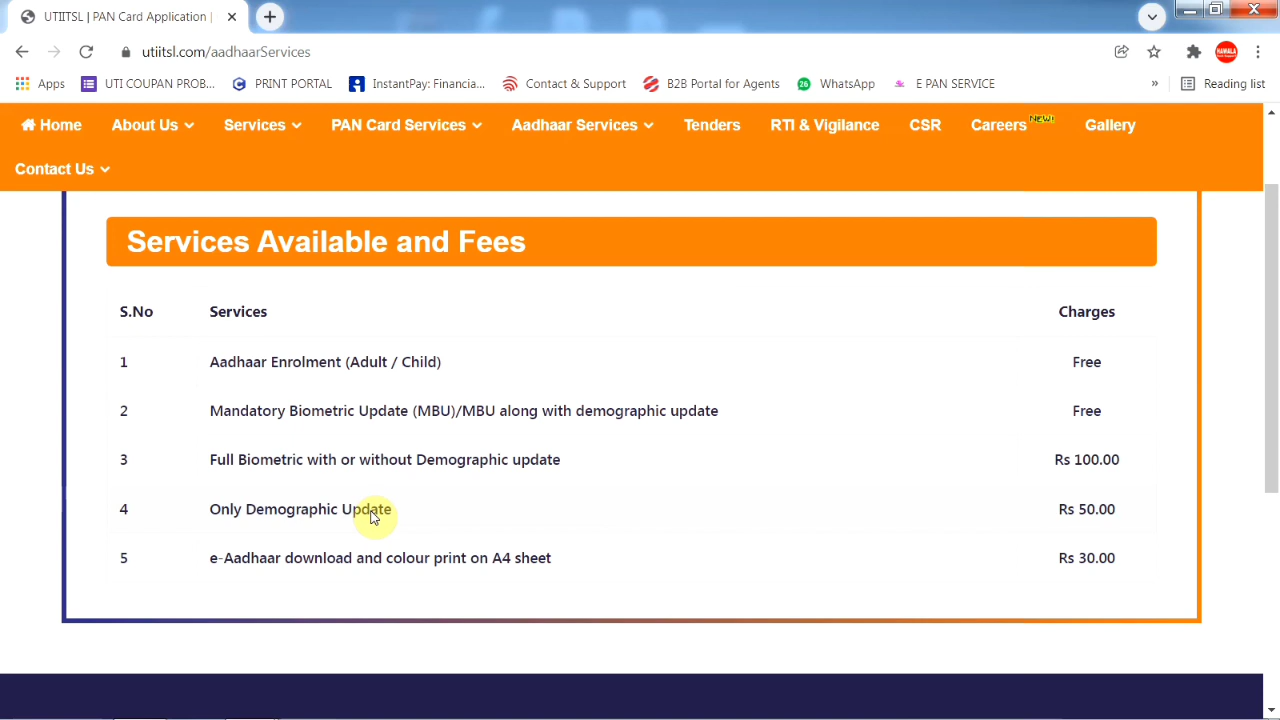 UTIITSL | PAN Card Application |
utiitsl.com/aadhaarServices
Apps UTI COUPAN PROB... PRINT PORTAL InstantPay: Financia... Contact & Support B2B Portal for Agents 26 WhatsApp E PAN SERVICE » Reading list
Home About Us Services PAN Card Services Aadhaar Services Tenders RTI & Vigilance CSR Careers NEW! Gallery
Contact Us
Services Available and Fees
S.No Services Charges
1 Aadhaar Enrolment (Adult / Child) Free
2 Mandatory Biometric Update (MBU)/MBU along with demographic update Free
3 Full Biometric with or without Demographic update Rs 100.00
4 Only Demographic Update Rs 50.00
5 e-Aadhaar download and colour print on A4 sheet Rs 30.00